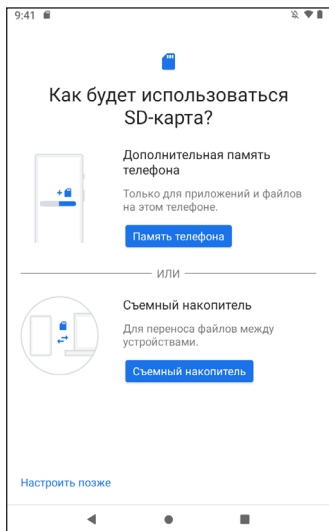 9:41
Как будет использоваться
SD-карта?
Дополнительная память
телефона
Только для приложений и файлов
на этом телефоне.
Память телефона
ИЛИ
Съемный накопитель
Для переноса файлов между
устройствами.
Съемный накопитель
Настроить позже